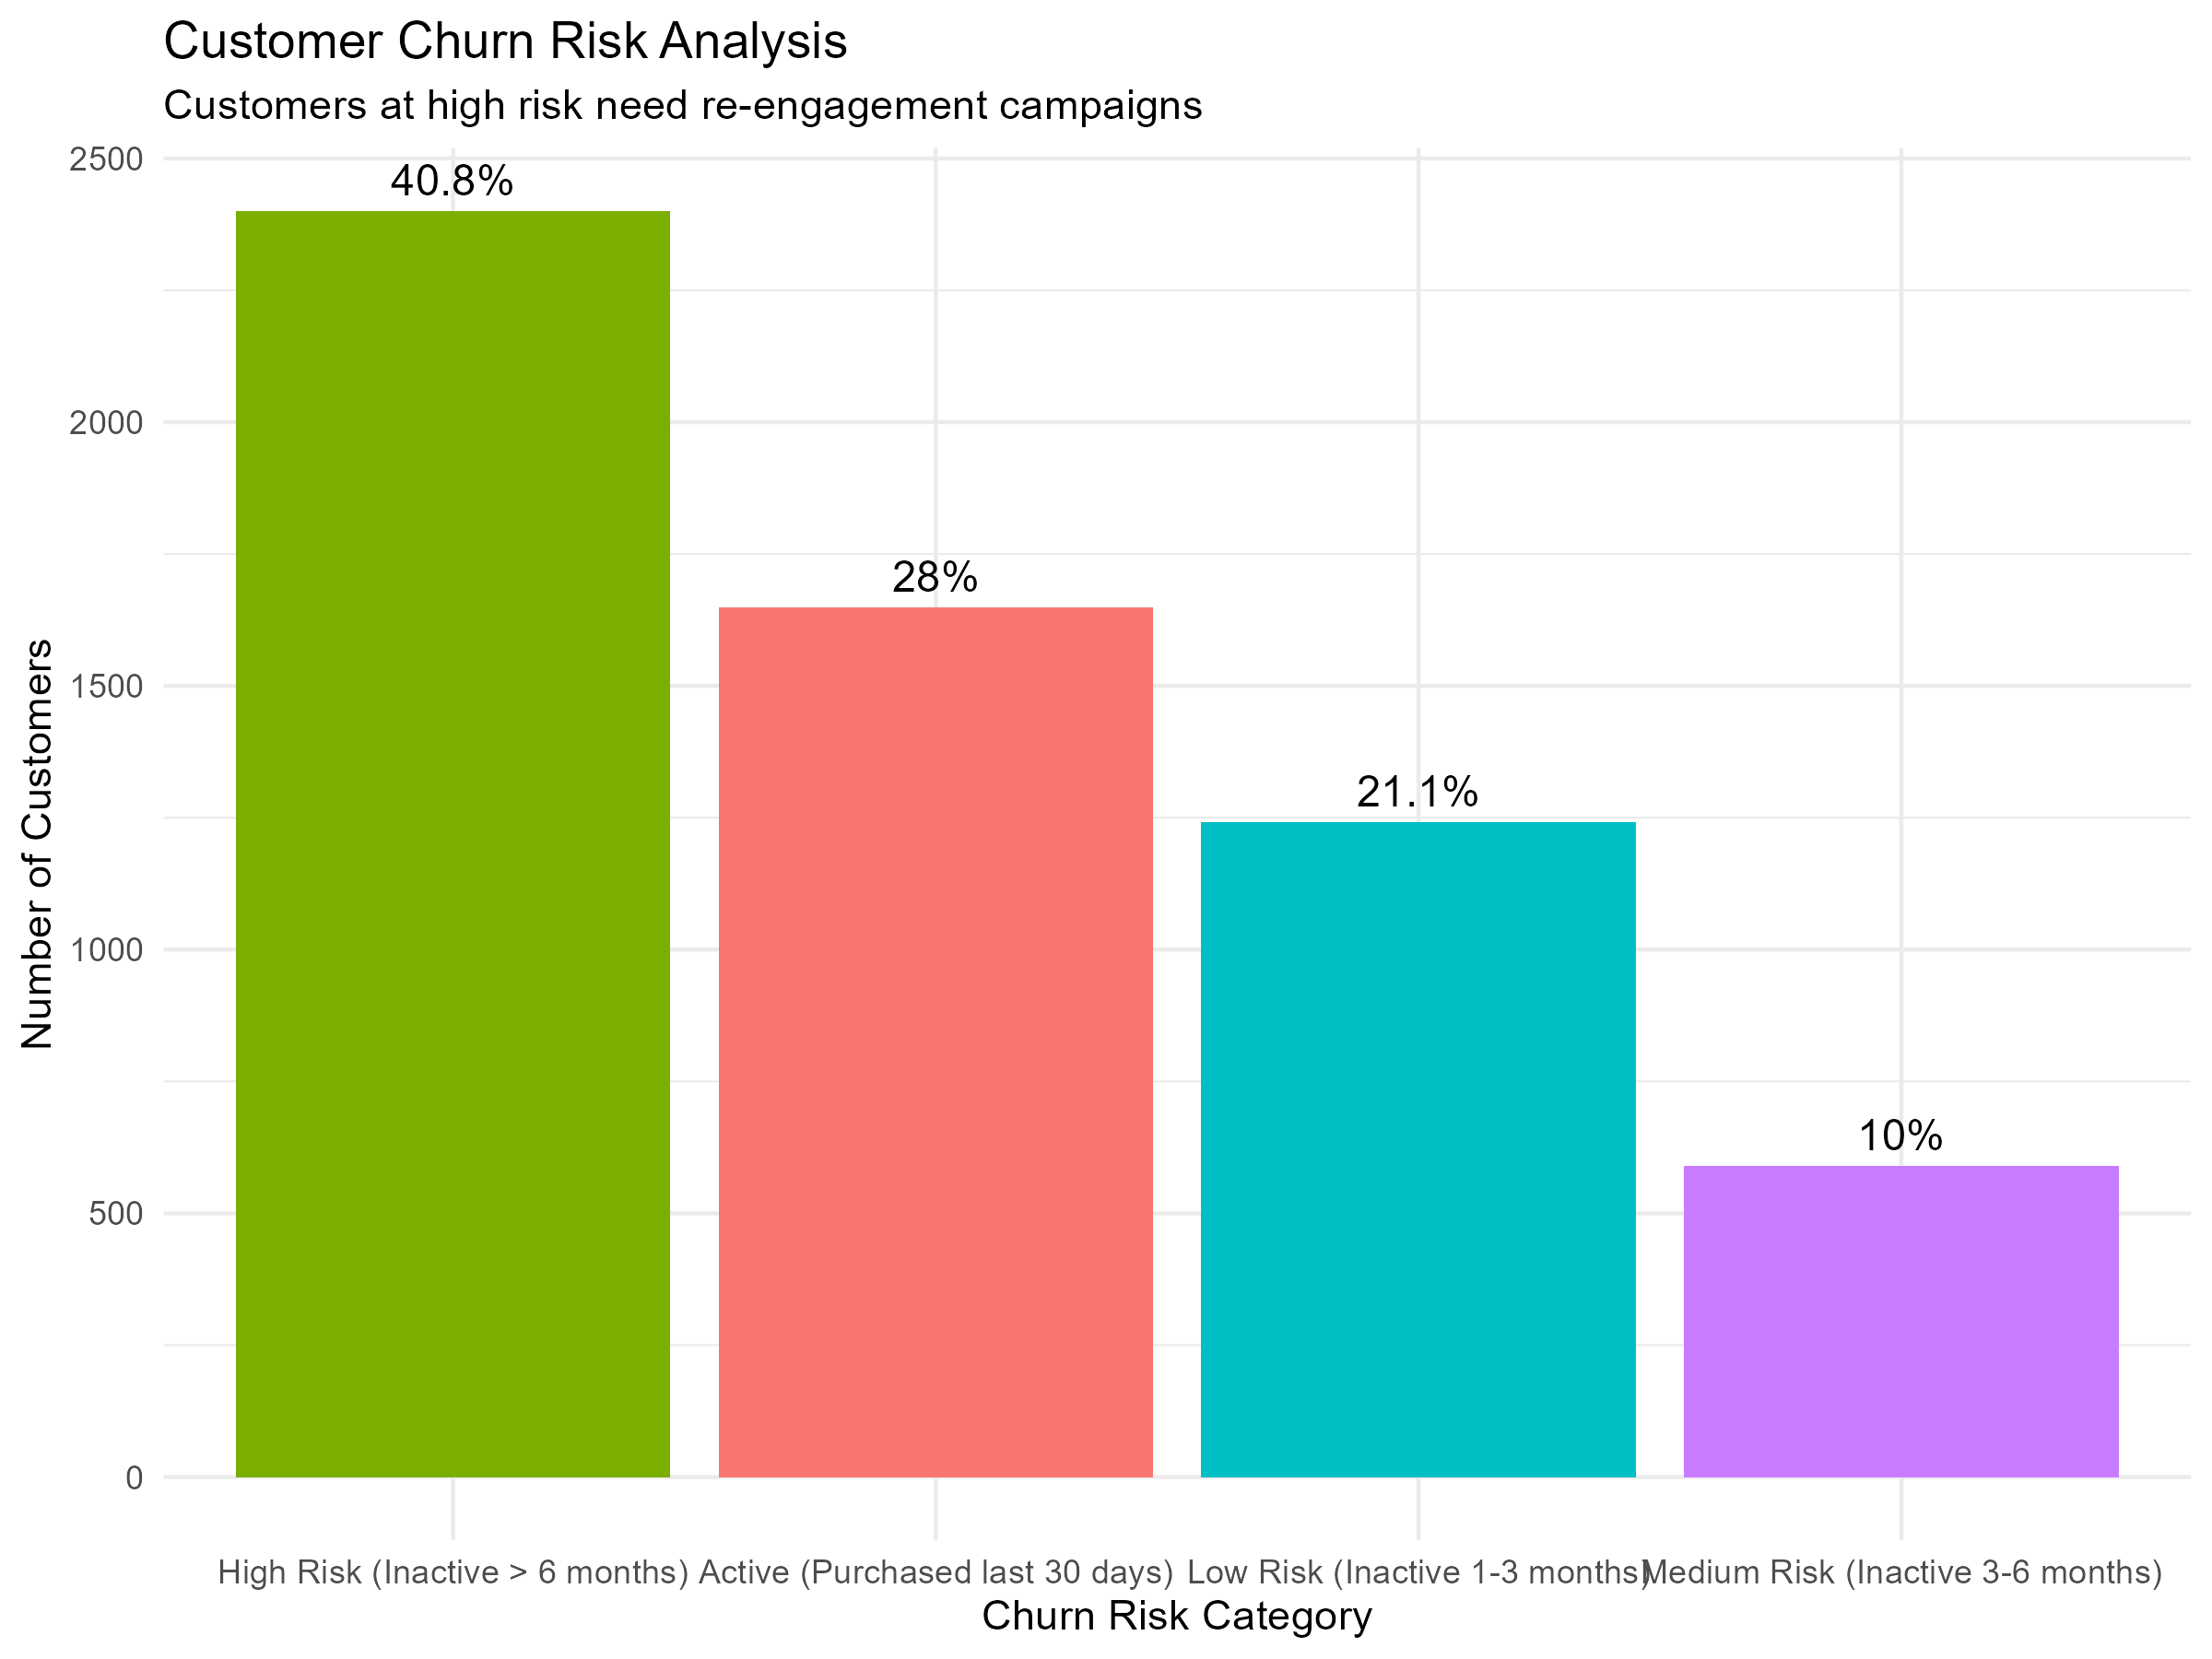 Customer Churn Risk Analysis
Customers at high risk need re-engagement campaigns
Number of Customers
2500
2000
1500
1000
500
0
40.8%
28%
21.1%
10%
High Risk (Inactive > 6 months)
Active (Purchased last 30 days)
Low Risk (Inactive 1-3 months)
Medium Risk (Inactive 3-6 months)
Churn Risk Category